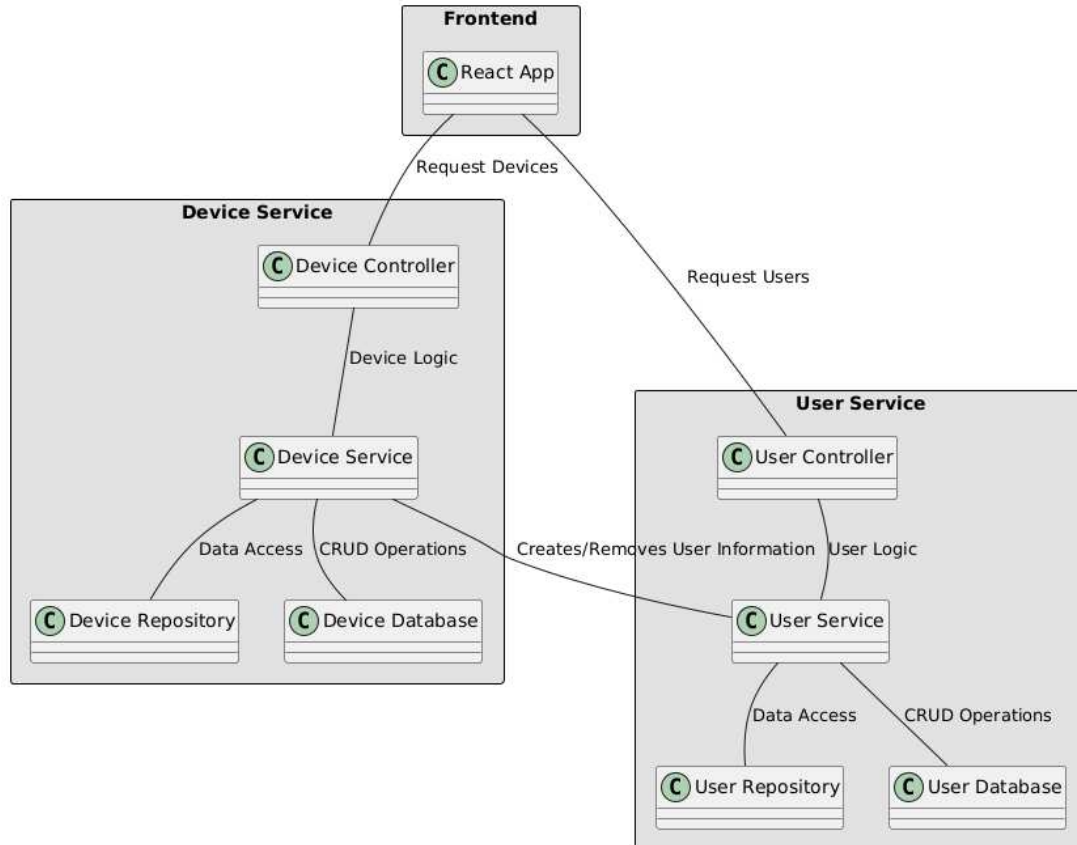 Frontend
C React App
Request Devices
Device Service
C Device Controller
Request Users
Device Logic
User Service
C Device Service
C User Controller
Data Access
CRUD Operations
Creates/Removes User Information
User Logic
C Device Repository
C Device Database
C User Service
Data Access
CRUD Operations
C User Repository
C User Database